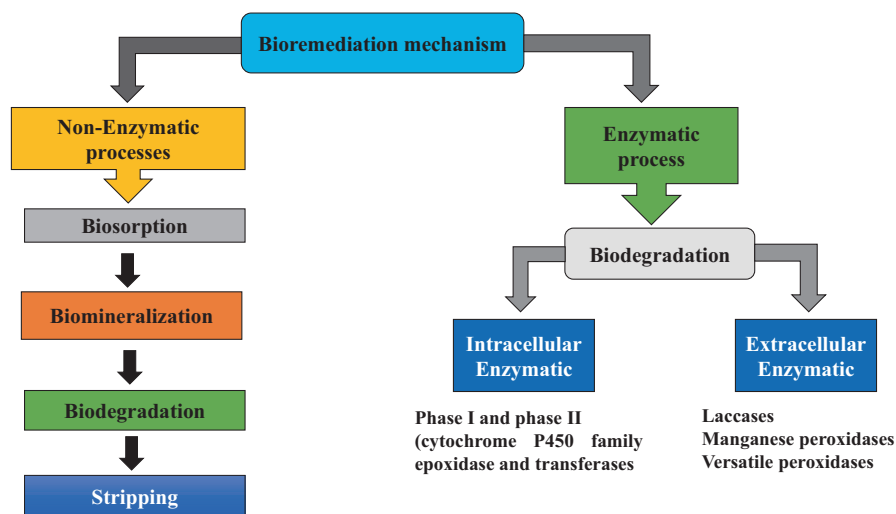 Bioremediation mechanism
Non-Enzymatic
processes
Biosorption
Biomineralization
Biodegradation
Stripping
Enzymatic
process
Biodegradation
Intracellular
Enzymatic
Phase I and phase II
(cytochrome P450 family
epoxidase and transferases
Extracellular
Enzymatic
Laccases
Manganese peroxidases
Versatile peroxidases